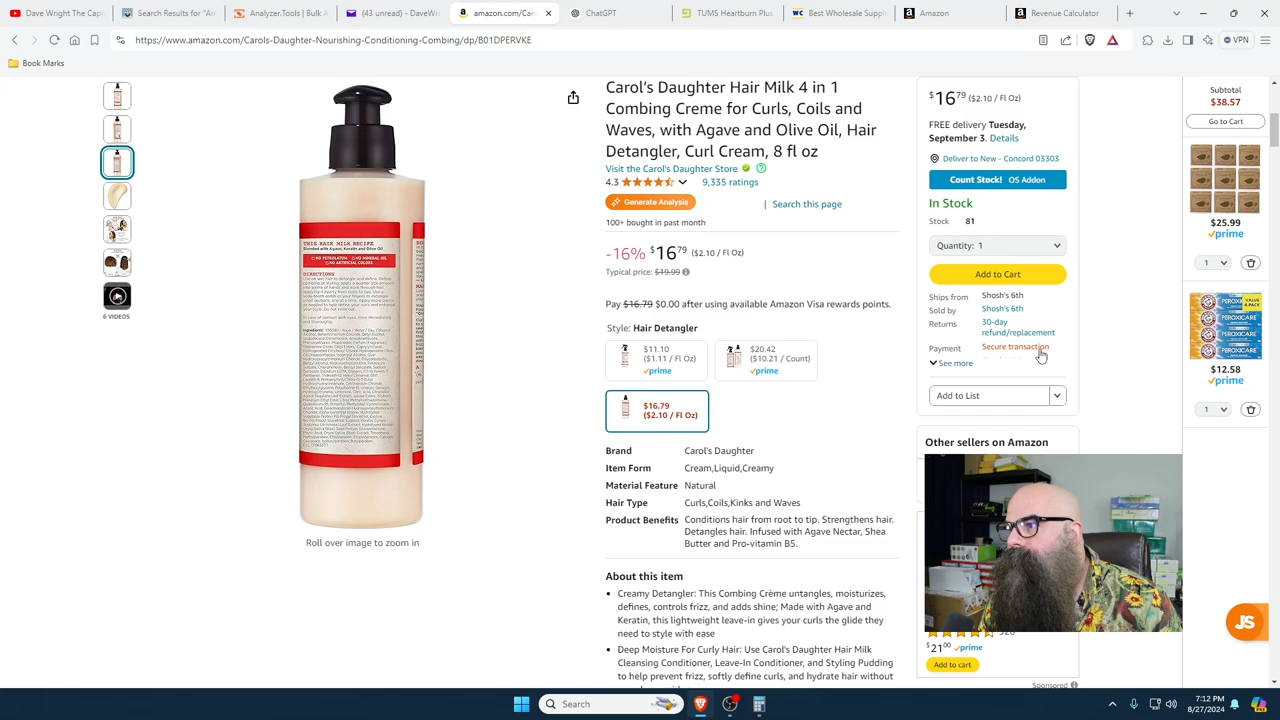 Dave Wright The Cap
Search Results for "An
Analyzer.Tools | Bulk A
(43 unread) - DaveWr
amazon.com/Caro
ChatGPT
TUMS Heartburn Plus
Best Wholesale Suppl
Amazon
Revenue Calculator
https://www.amazon.com/Carols-Daughter-Nourishing-Conditioning-Combing/dp/B01DPERVKE
VPN
Book Marks
6 VIDEOS
THIS HAIR MILK RECIPE
DIRECTIONS
Roll over image to zoom in
Carol's Daughter Hair Milk 4 in 1
Combing Creme for Curls, Coils and
Waves, with Agave and Olive Oil, Hair
Detangler, Curl Cream, 8 fl oz
Visit the Carol's Daughter Store
4.3
9,335 ratings
Generate Analysis
| Search this page
100+ bought in past month
-16% $16 79 ($2.10 / Fl Oz)
Typical price: $19.99
Pay $16.79 $0.00 after using available Amazon Visa rewards points.
Style: Hair Detangler
$11.10
($1.11 / Fl Oz)
prime
$20.42
($10.21 / Count)
prime
$16.79
($2.10 / Fl Oz)
Brand Carol's Daughter
Item Form Cream,Liquid,Creamy
Material Feature Natural
Hair Type Curls,Coils,Kinks and Waves
Product Benefits Conditions hair from root to tip. Strengthens hair.
Detangles hair. Infused with Agave Nectar, Shea
Butter and Pro-vitamin B5.
About this item
• Creamy Detangler: This Combing Crème untangles, moisturizes,
defines, controls frizz, and adds shine; Made with Agave and
Keratin, this lightweight leave-in gives your curls the glide they
need to style with ease
• Deep Moisture For Curly Hair: Use Carol's Daughter Hair Milk
Cleansing Conditioner, Leave-In Conditioner, and Styling Pudding
to help prevent frizz, softly define curls, and hydrate hair without
$16 79 ($2.10 / Fl Oz)
FREE delivery Tuesday,
September 3. Details
Deliver to New - Concord 03303
Count Stock! OS Addon
In Stock
Stock 81
Quantity: 1
Add to Cart
Ships from Shosh's 6th
Sold by Shosh's 6th
Returns 30-day
refund/replacement
Payment Secure transaction
See more
Add to List
Other sellers on Amazon
$21 00 prime
Add to cart
Sponsored
Subtotal
$38.57
Go to Cart
$25.99
prime
1
PEROXICARE
$12.58
prime
1
JS
Search
7:12 PM
8/27/2024